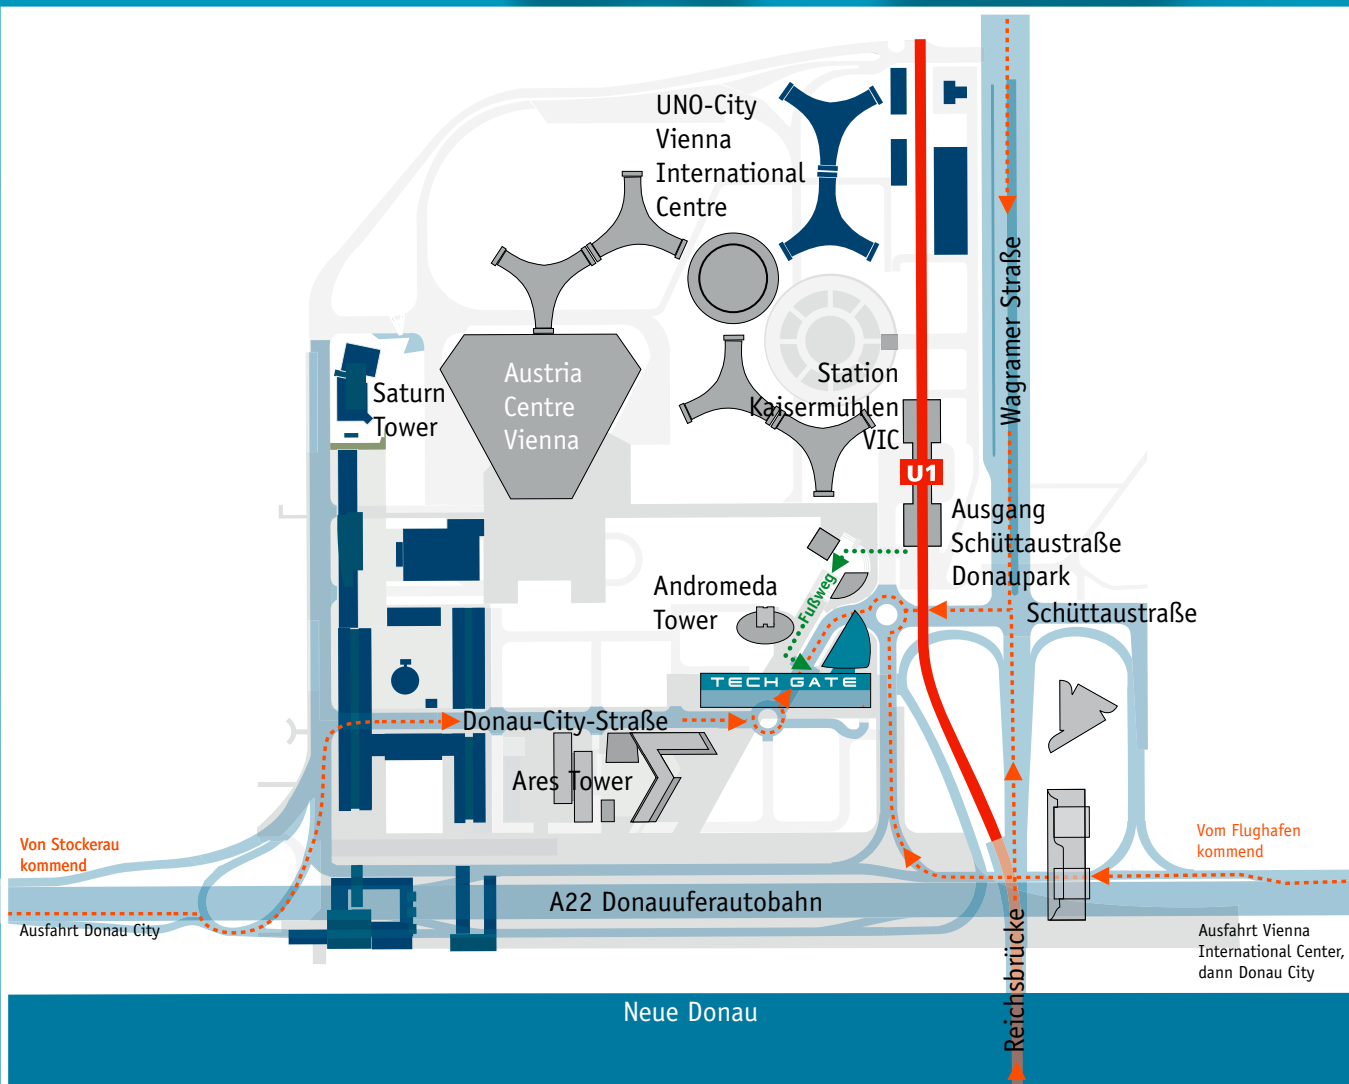 UNO-City
Vienna
International
Centre
Wagramer Straße
Austria
Centre
Vienna
Saturn
Tower
Station
Kaisermühlen
VIC
U1
Ausgang
Schüttaustraße
Donaupark
Schüttaustraße
Andromeda
Tower
Fußweg
TECH GATE
Donau-City-Straße
Ares Tower
Von Stockerau
kommend
Vom Flughafen
kommend
A22 Donauuferautobahn
Ausfahrt Donau City
Ausfahrt Vienna
International Center,
dann Donau City
Reichsbrücke
Neue Donau